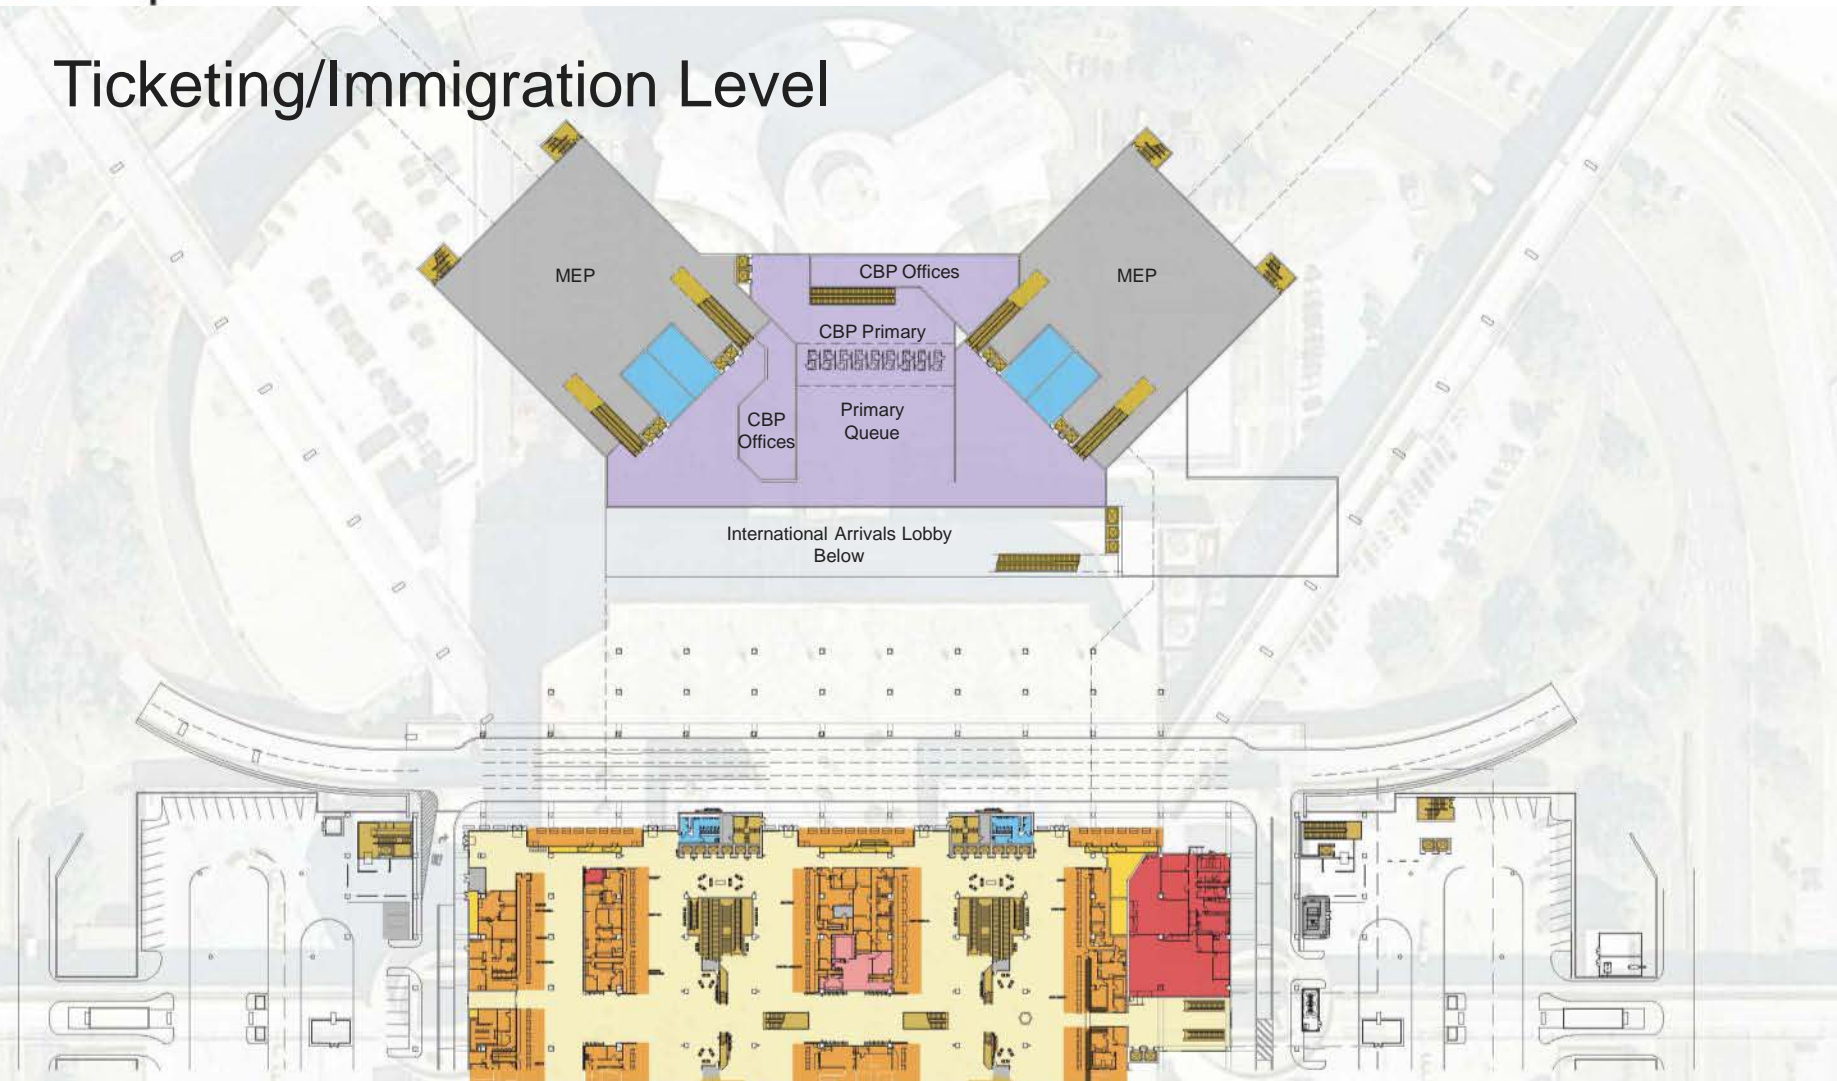 Ticketing/Immigration Level
MEP
CBP Offices
MEP
CBP Primary
Primary
Queue
CBP
Offices
International Arrivals Lobby
Below